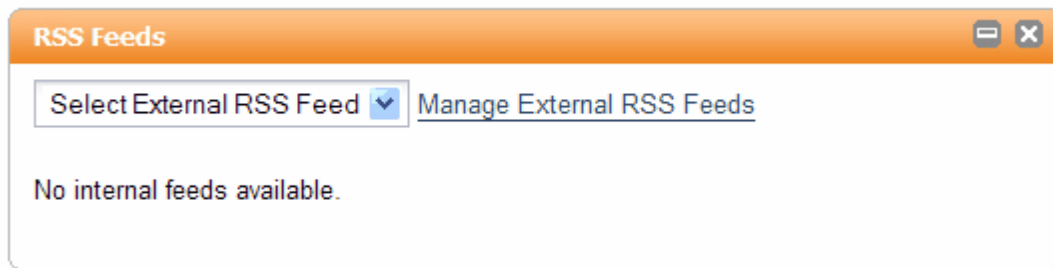 RSS Feeds
Select External RSS Feed Manage External RSS Feeds
No internal feeds available.